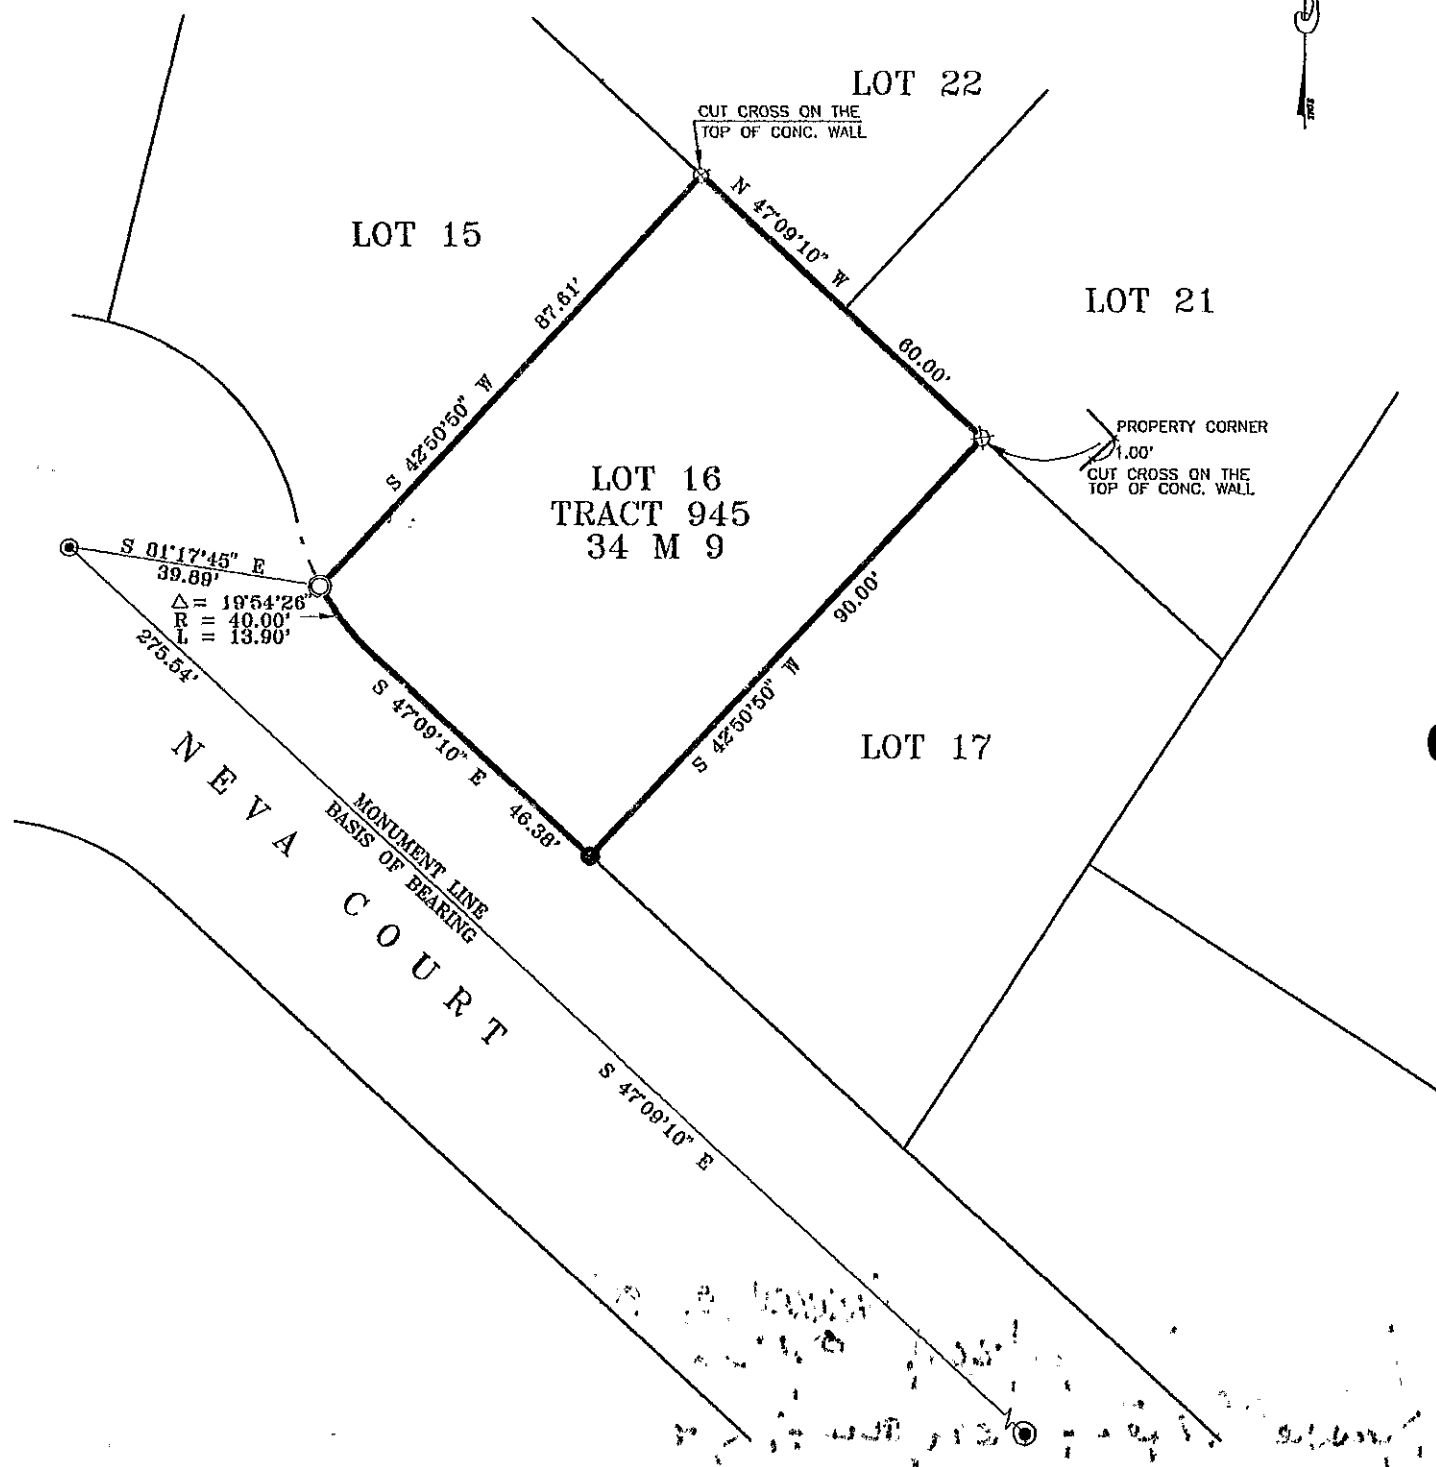 LOT 22
CUT CROSS ON THE
TOP OF CONC. WALL
N 47°09'10" W
60.00'
LOT 15
87.61'
S 42°50'50" W
LOT 21
PROPERTY CORNER
1.00'
CUT CROSS ON THE
TOP OF CONC. WALL
LOT 16
TRACT 945
34 M 9
S 81°17'45" E
39.89'
Δ= 19°54'26"
R = 40.00'
L = 13.90'
275.54'
90.00'
S 42°50'50" W
S 47°09'10" E
46.38'
LOT 17
NEVA COURT
MONUMENT LINE
BASIS OF BEARING
S 47°09'10" E